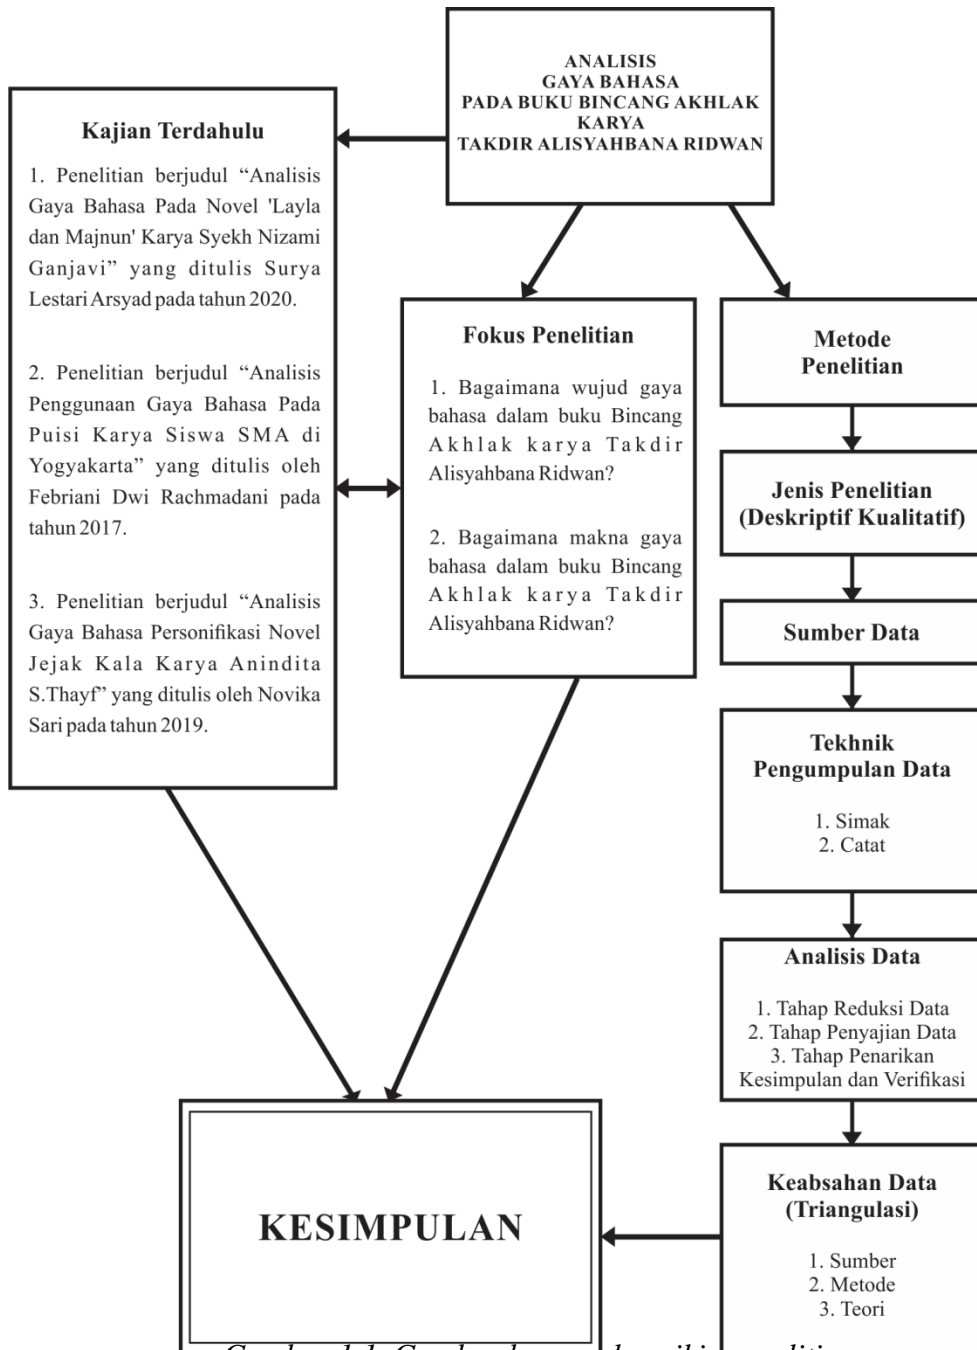 ANALISIS
GAYA BAHASA
PADA BUKU BINCANG AKHLAK
KARYA
TAKDIR ALISYAHBANA RIDWAN
Kajian Terdahulu
1. Penelitian berjudul “Analisis
Gaya Bahasa Pada Novel 'Layla
dan Majnun' Karya Syekh Nizami
Ganjavi” yang ditulis Surya
Lestari Arsyad pada tahun 2020.
2. Penelitian berjudul “Analisis
Penggunaan Gaya Bahasa Pada
Puisi Karya Siswa SMA di
Yogyakarta” yang ditulis oleh
Febriani Dwi Rachmadani pada
tahun 2017.
3. Penelitian berjudul “Analisis
Gaya Bahasa Personifikasi Novel
Jejak Kala Karya Anindita
S.Thayf” yang ditulis oleh Novika
Sari pada tahun 2019.
Fokus Penelitian
1. Bagaimana wujud gaya
bahasa dalam buku Bincang
Akhlak karya Takdir
Alisyahbana Ridwan?
2. Bagaimana makna gaya
bahasa dalam buku Bincang
Akhlak karya Takdir
Alisyahbana Ridwan?
Metode
Penelitian
Jenis Penelitian
(Deskriptif Kualitatif)
Sumber Data
Tekhnik
Pengumpulan Data
1. Simak
2. Catat
Analisis Data
1. Tahap Reduksi Data
2. Tahap Penyajian Data
3. Tahap Penarikan
Kesimpulan dan Verifikasi
Keabsahan Data
(Triangulasi)
1. Sumber
2. Metode
3. Teori
KESIMPULAN